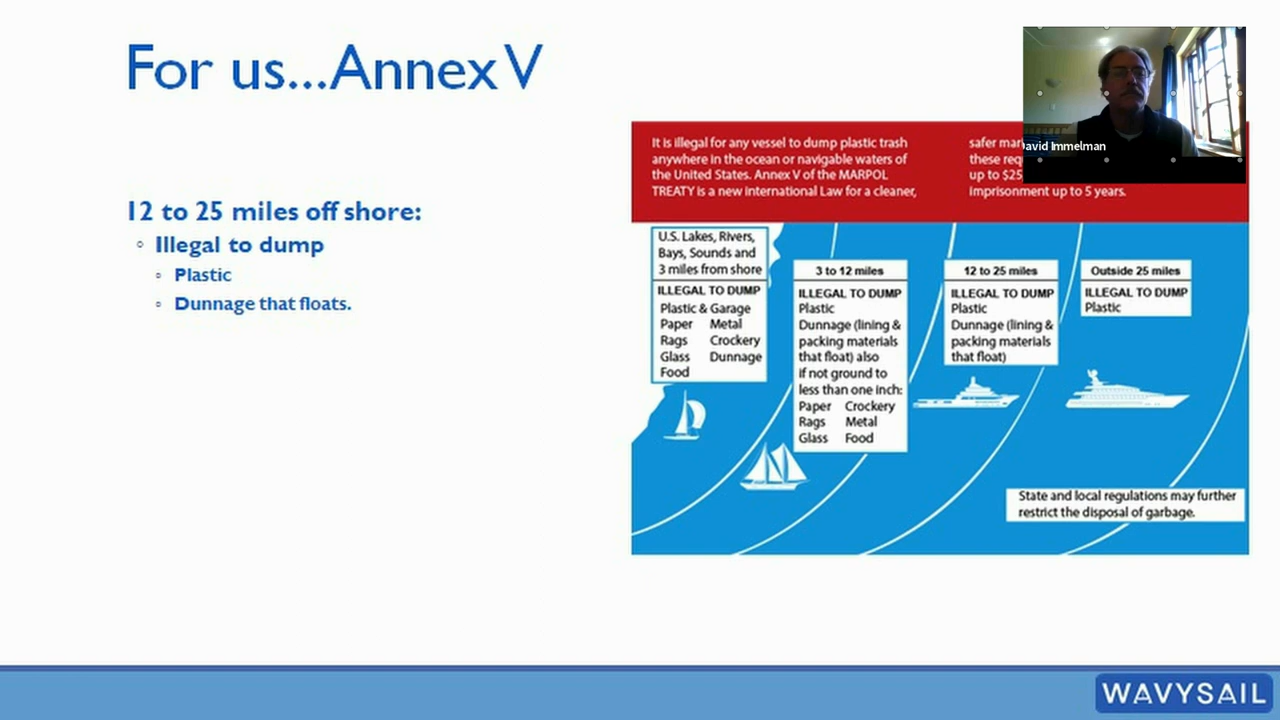 For us...Annex V
12 to 25 miles off shore:
Illegal to dump
Plastic
Dunnage that floats.
It is illegal for any vessel to dump plastic trash
anywhere in the ocean or navigable waters of
the United States. Annex V of the MARPOL
TREATY is a new international Law for a cleaner,
safer mar
these req
up to $25
imprisonment up to 5 years.
David Immelman
U.S. Lakes, Rivers,
Bays, Sounds and
3 miles from shore
ILLEGAL TO DUMP
Plastic & Garage
Paper Metal
Rags Crockery
Glass Dunnage
Food
3 to 12 miles
ILLEGAL TO DUMP
Plastic
Dunnage (lining &
packing materials
that float) also
if not ground to
less than one inch:
Paper Crockery
Rags Metal
Glass Food
12 to 25 miles
ILLEGAL TO DUMP
Plastic
Dunnage (lining &
packing materials
that float)
Outside 25 miles
ILLEGAL TO DUMP
Plastic
State and local regulations may further
restrict the disposal of garbage.
WAVYSAIL